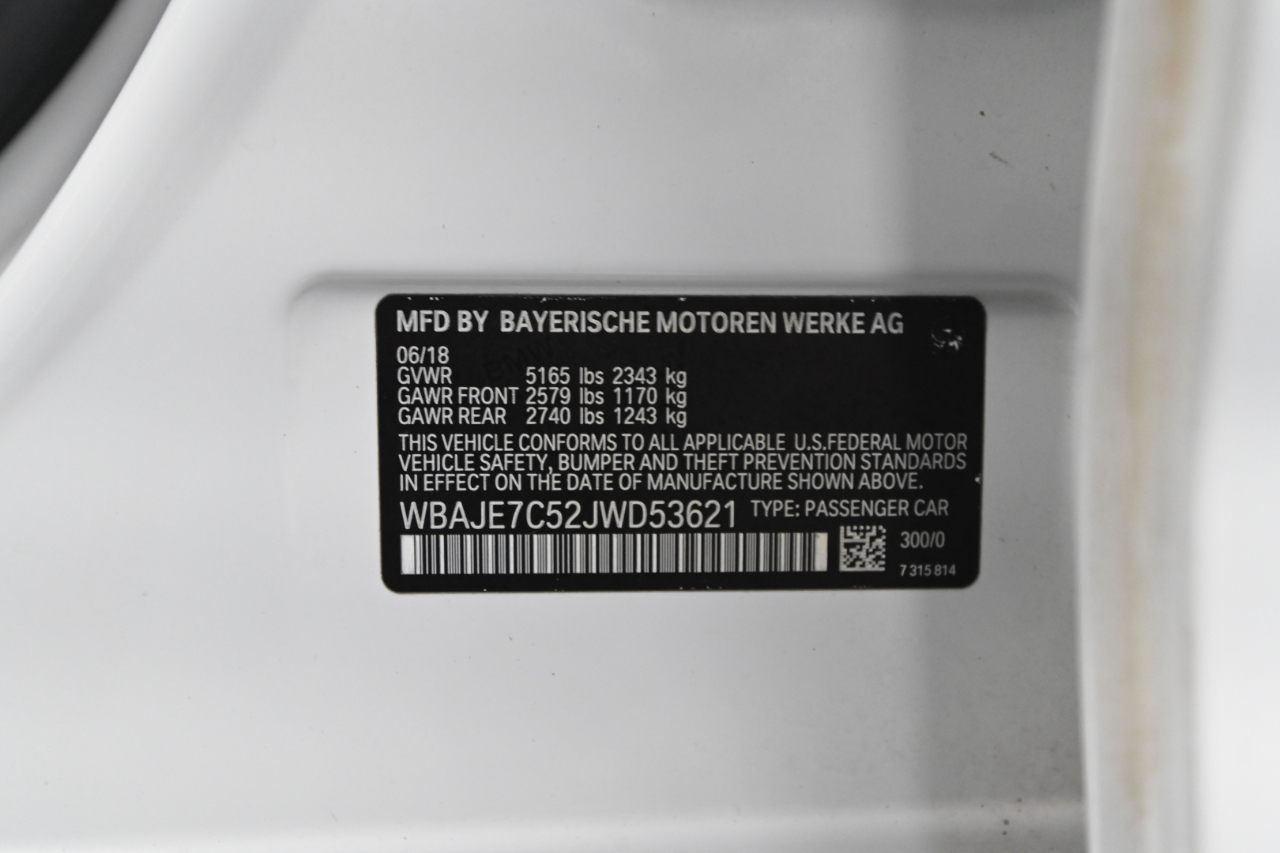 MFD BY BAYERISCHE MOTOREN WERKE AG
06/18
GVWR 5165 lbs 2343 kg
GAWR FRONT 2579 lbs 1170 kg
GAWR REAR 2740 lbs 1243 kg
THIS VEHICLE CONFORMS TO ALL APPLICABLE U.S.FEDERAL MOTOR
VEHICLE SAFETY, BUMPER AND THEFT PREVENTION STANDARDS
IN EFFECT ON THE DATE OF MANUFACTURE SHOWN ABOVE.
WBAJE7C52JWD53621 TYPE: PASSENGER CAR
300/0
7 315 814